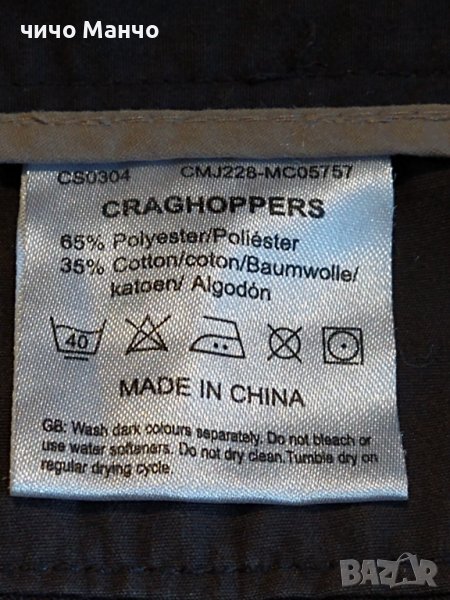 чичо Манчо
CS0304 CMJ228-MC05757
CRAGHOPPERS
65% Polyester/Poliéster
35% Cotton/coton/Baumwolle/
katoen/ Algodón
40
MADE IN CHINA
GB: Wash dark colours separately. Do not bleach or
use water softeners. Do not dry clean.Tumble dry on
regular drying cycle.
BAZAR